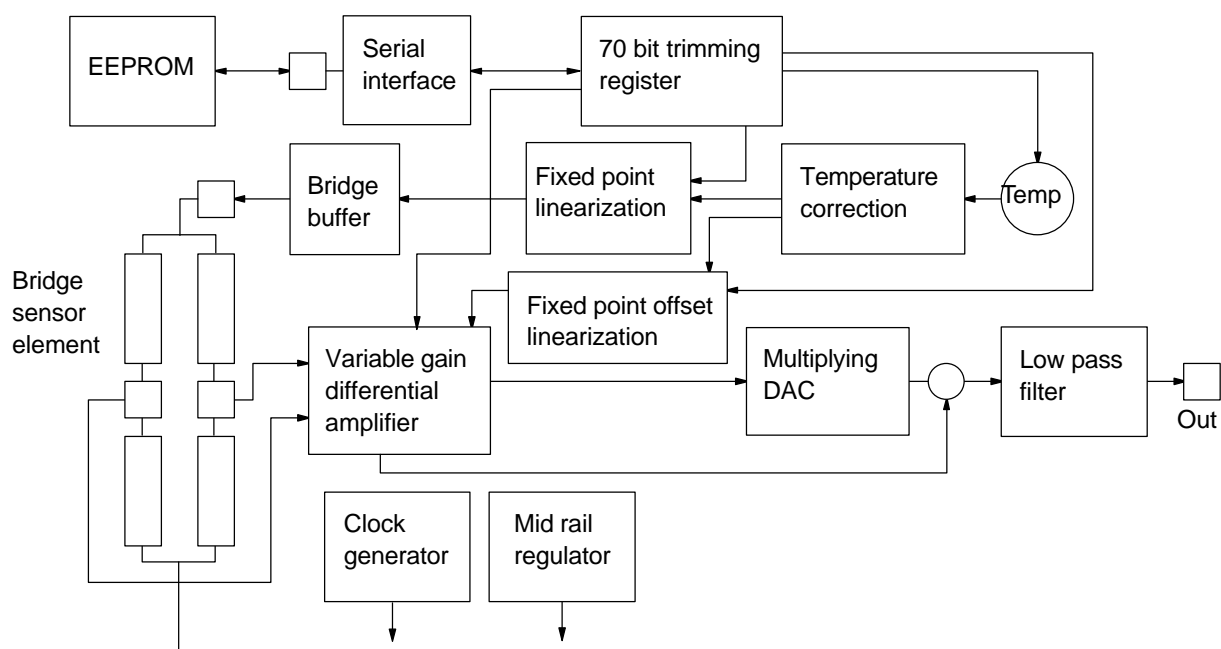 EEPROM
Serial
interface
70 bit trimming
register
Bridge
buffer
Fixed point
linearization
Temperature
correction
Temp
Bridge
sensor
element
Fixed point offset
linearization
Variable gain
differential
amplifier
Multiplying
DAC
Low pass
filter
Out
Clock
generator
Mid rail
regulator